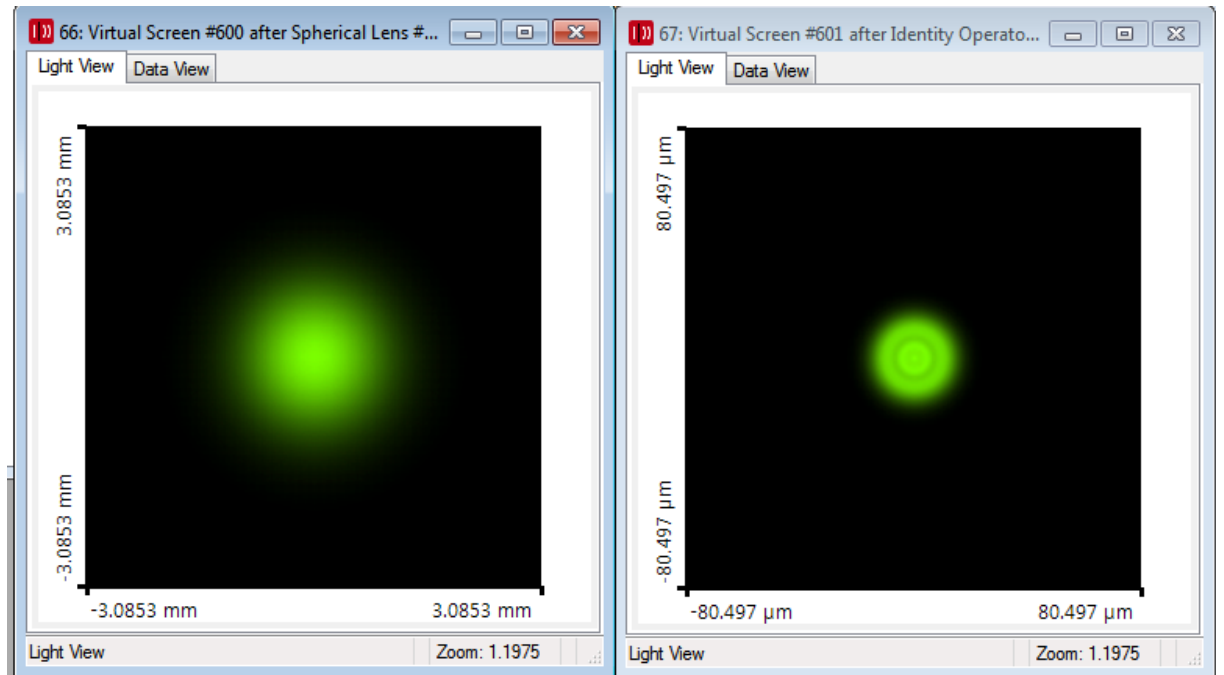 66: Virtual Screen #600 after Spherical Lens #...
Light View
Data View
3.0853 mm
-3.0853 mm
-3.0853 mm
3.0853 mm
Light View
Zoom: 1.1975
67: Virtual Screen #601 after Identity Operato...
Light View
Data View
80.497 µm
-80.497 µm
-80.497 µm
80.497 µm
Light View
Zoom: 1.1975